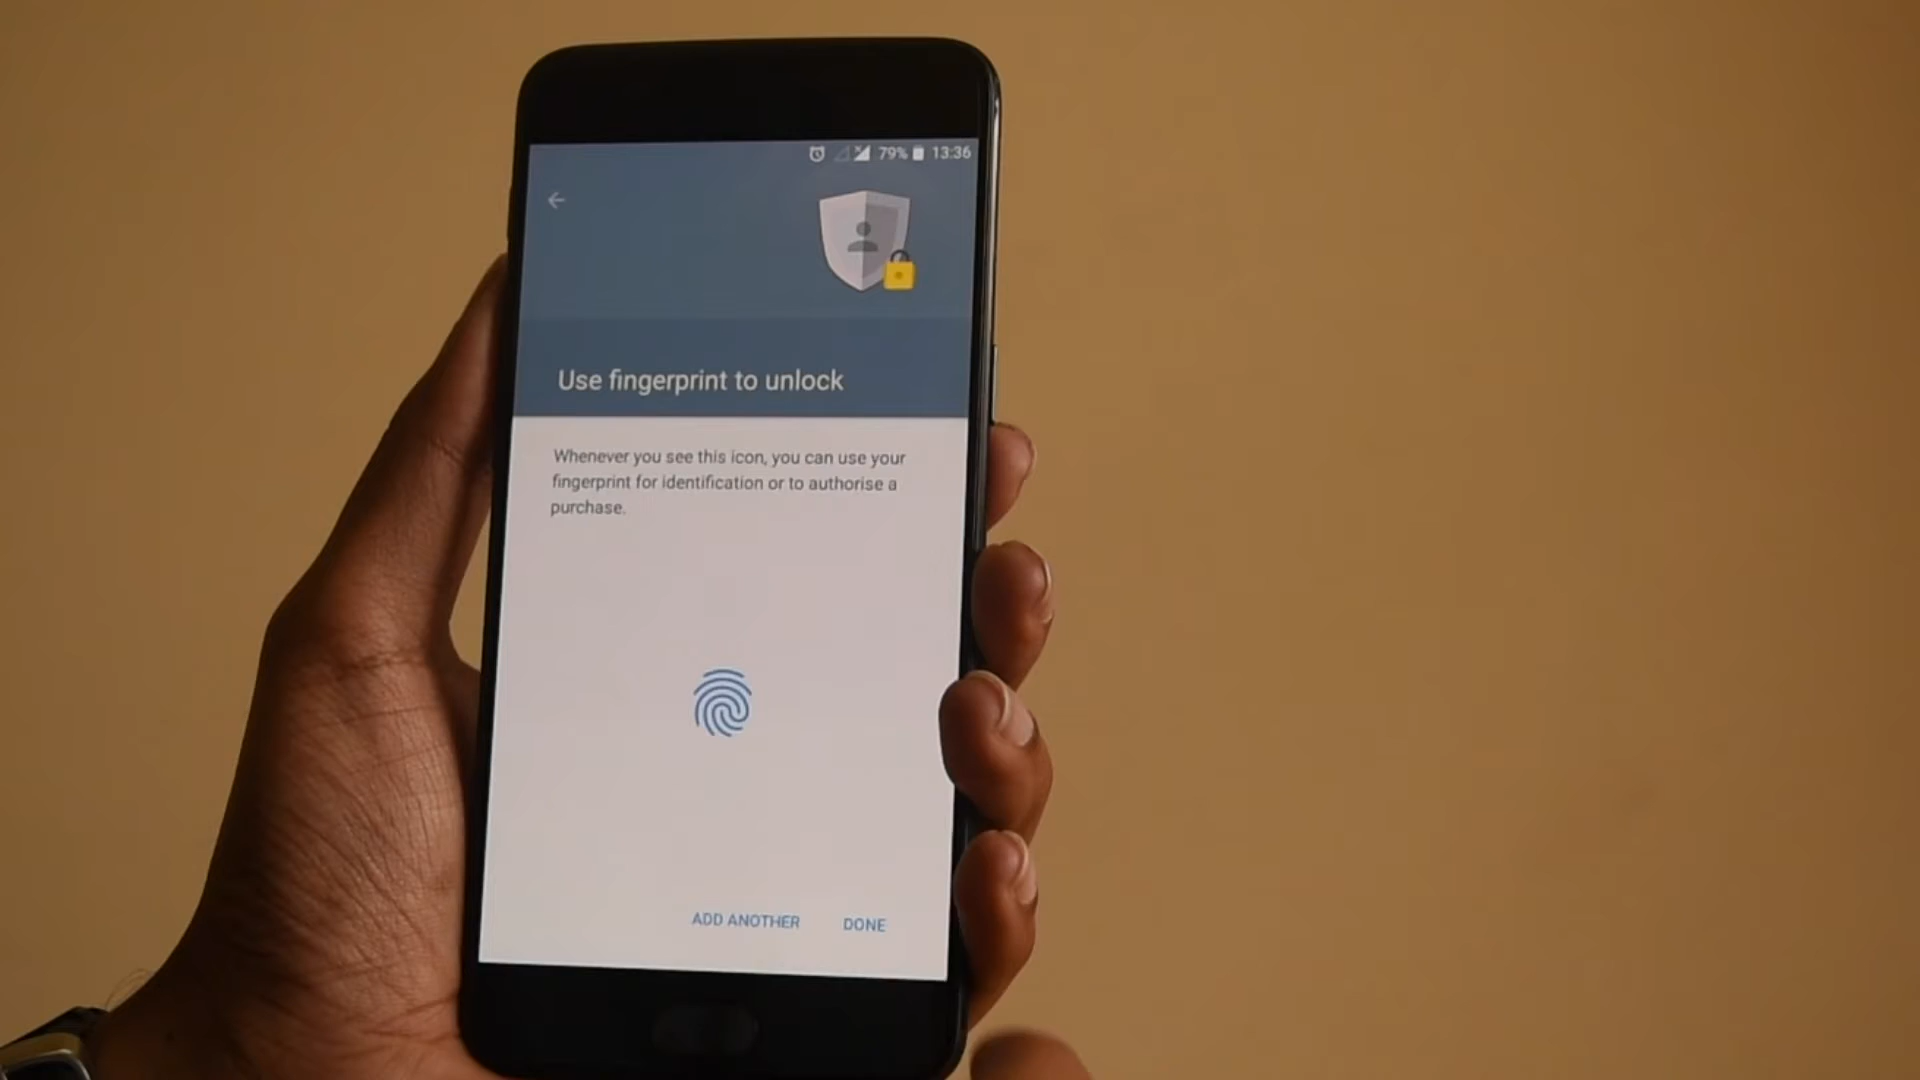 79% 13:36
Use fingerprint to unlock
Whenever you see this icon, you can use your
fingerprint for identification or to authorise a
purchase.
ADD ANOTHER DONE